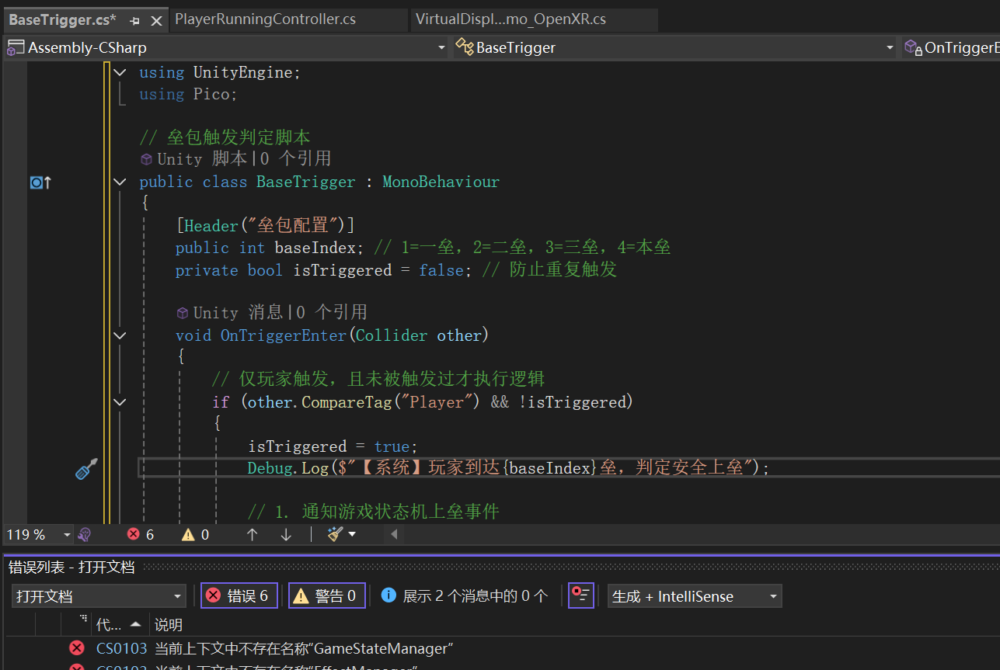 BaseTrigger.cs* PlayerRunningController.cs VirtualDispl...mo_OpenXR.cs
Assembly-CSharp BaseTrigger OnTriggerE
using UnityEngine;
using Pico;
// 垒包触发判定脚本
Unity 脚本|0 个引用
public class BaseTrigger : MonoBehaviour
{
[Header("垒包配置")]
public int baseIndex; // 1=一垒，2=二垒，3=三垒，4=本垒
private bool isTriggered = false; // 防止重复触发
Unity 消息|0 个引用
void OnTriggerEnter(Collider other)
{
// 仅玩家触发，且未被触发过才执行逻辑
if (other.CompareTag("Player") && !isTriggered)
{
isTriggered = true;
Debug.Log($"【系统】玩家到达{baseIndex}垒，判定安全上垒");
// 1. 通知游戏状态机上垒事件
119 % 6 0
错误列表 - 打开文档
打开文档 错误 6 警告 0 展示 2 个消息中的 0 个 生成 + IntelliSense
代... 说明
CS0103 当前上下文中不存在名称“GameStateManager”
CS0103 当前上下文中不存在名称“EffectManager”